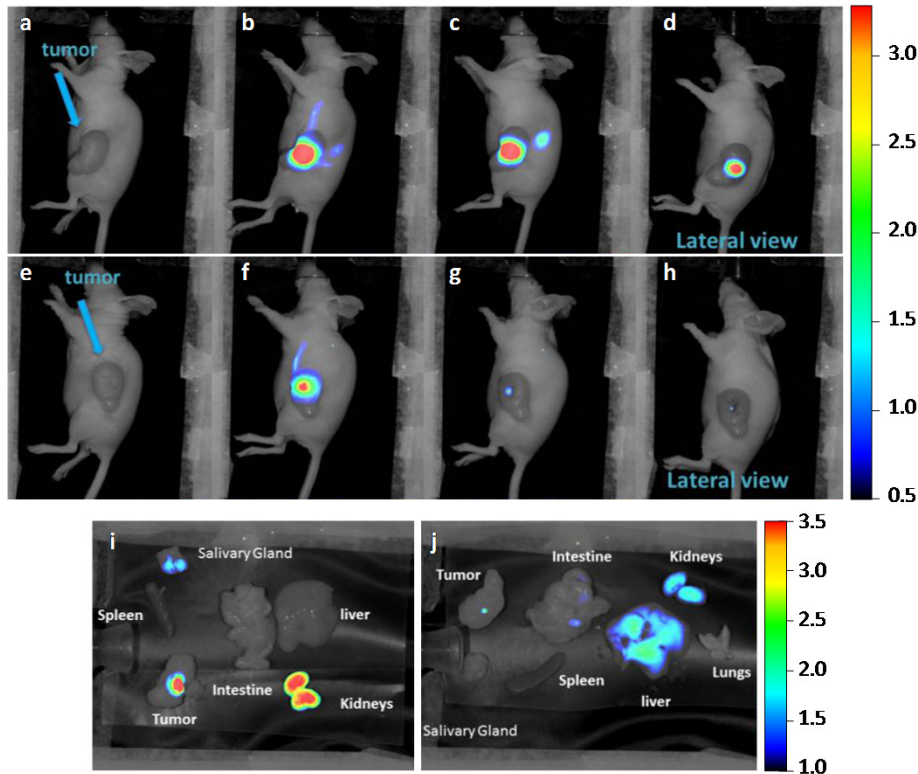 a
b
c
d
tumor
Lateral view
e
f
g
h
tumor
Lateral view
3.0
2.5
2.0
1.5
1.0
0.5
i
Salivary Gland
Spleen
liver
Intestine
Kidneys
Tumor
j
Intestine
Kidneys
Tumor
Spleen
Lungs
liver
Salivary Gland
3.5
3.0
2.5
2.0
1.5
1.0